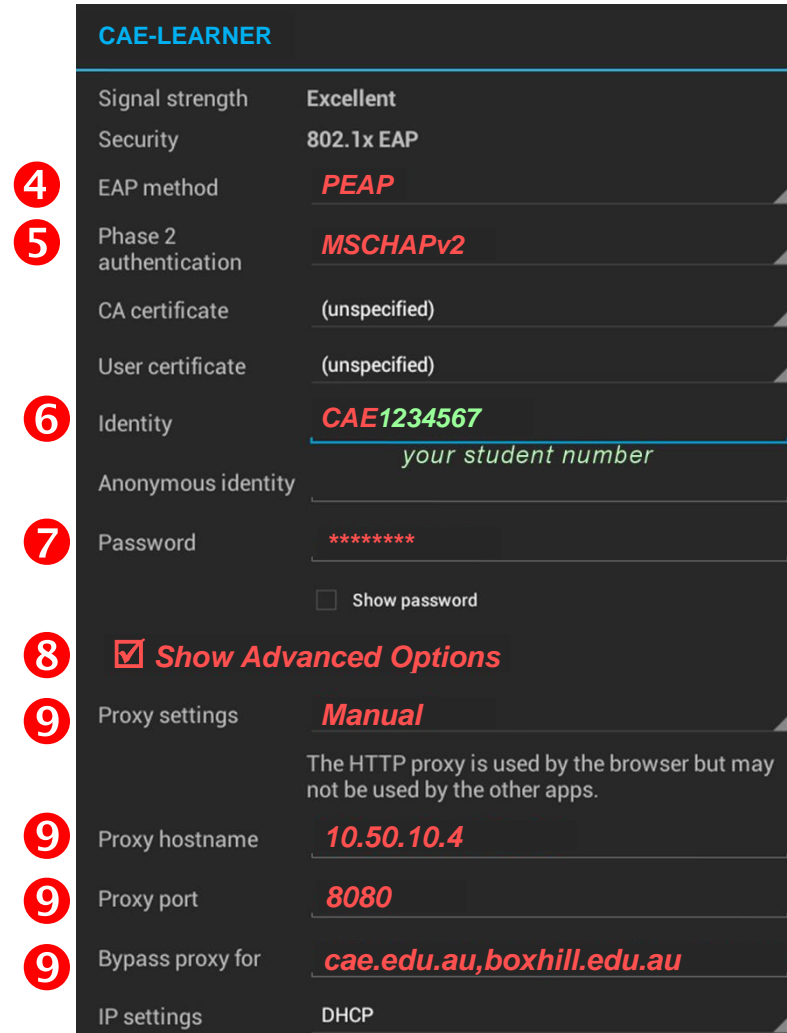 CAE-LEARNER
Signal strength Excellent
Security 802.1x EAP
4 EAP method PEAP
5 Phase 2 authentication MSCHAPv2
CA certificate (unspecified)
User certificate (unspecified)
6 Identity CAE1234567
your student number
Anonymous identity
7 Password ********
Show password
8 ☑ Show Advanced Options
9 Proxy settings Manual
The HTTP proxy is used by the browser but may
not be used by the other apps.
9 Proxy hostname 10.50.10.4
9 Proxy port 8080
9 Bypass proxy for cae.edu.au,boxhill.edu.au
IP settings DHCP